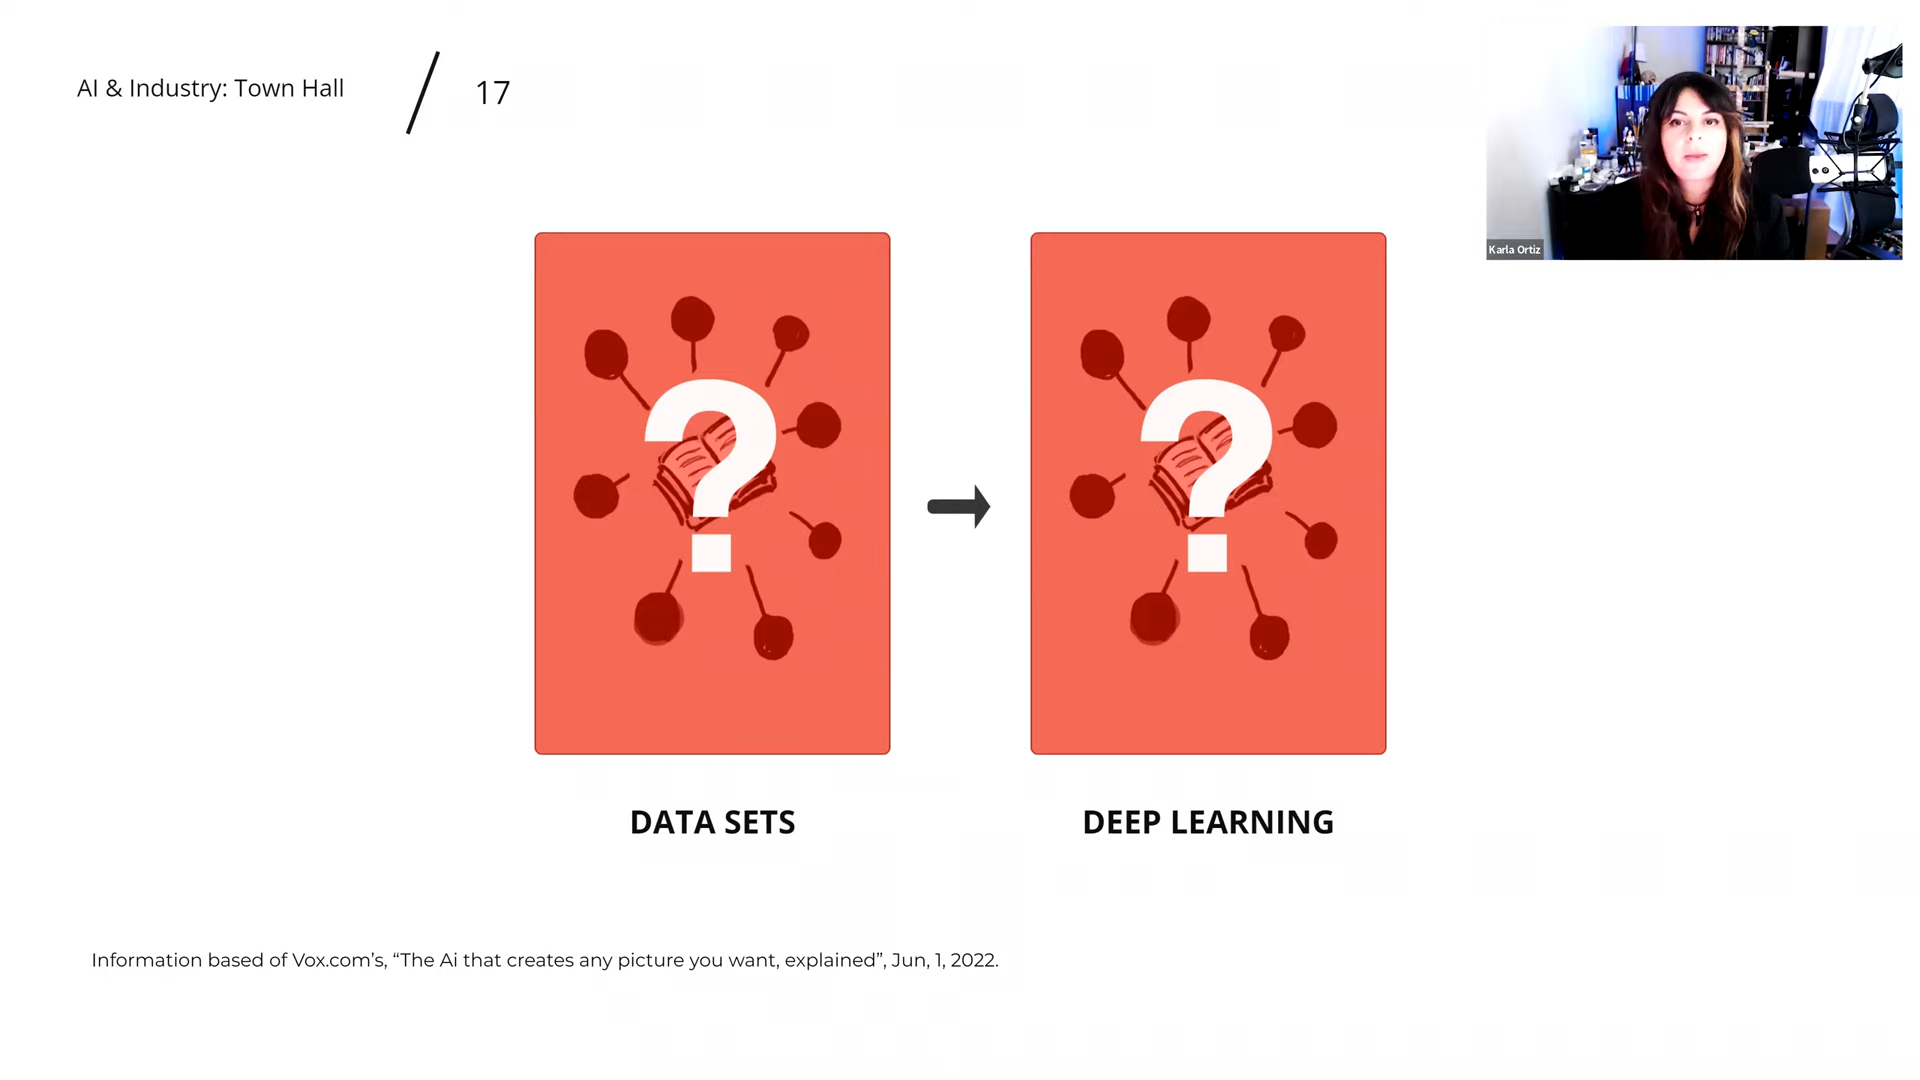 AI & Industry: Town Hall
17
Karla Ortiz
?
?
DATA SETS
DEEP LEARNING
Information based of Vox.com’s, “The Ai that creates any picture you want, explained”, Jun, 1, 2022.